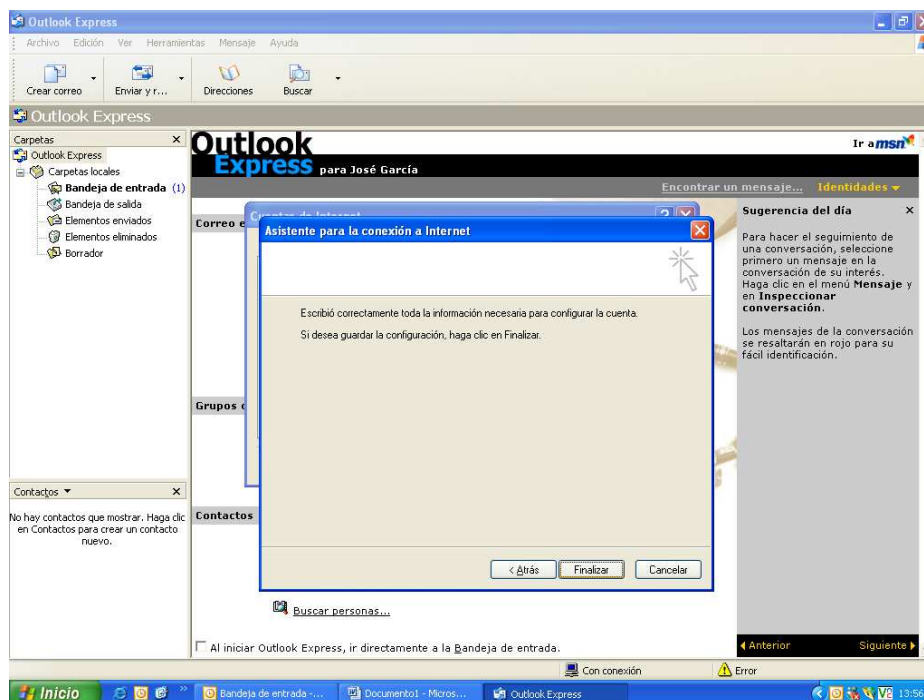 Outlook Express
Archivo Edición Ver Herramientas Mensaje Ayuda
Crear correo Enviar y r... Direcciones Buscar
Outlook Express
Carpetas
Outlook Express
Carpetas locales
Bandeja de entrada (1)
Bandeja de salida
Elementos enviados
Elementos eliminados
Borrador
Contactos
No hay contactos que mostrar. Haga clic
en Contactos para crear un contacto
nuevo.
Outlook
Express para José García
Ir a msn
Encontrar un mensaje... Identidades
Correo e
Grupos
Contactos
Cuentas de Internet
Asistente para la conexión a Internet
Escribió correctamente toda la información necesaria para configurar la cuenta.
Si desea guardar la configuración, haga clic en Finalizar.
< Atrás Finalizar Cancelar
Buscar personas...
Al iniciar Outlook Express, ir directamente a la Bandeja de entrada.
Sugerencia del día
Para hacer el seguimiento de
una conversación, seleccione
primero un mensaje en la
conversación de su interés.
Haga clic en el menú Mensaje y
en Inspeccionar
conversación.
Los mensajes de la conversación
se resaltarán en rojo para su
fácil identificación.
Anterior Siguiente
Con conexión Error
Inicio Bandeja de entrada -... Documento1 - Micros... Outlook Express 13:56